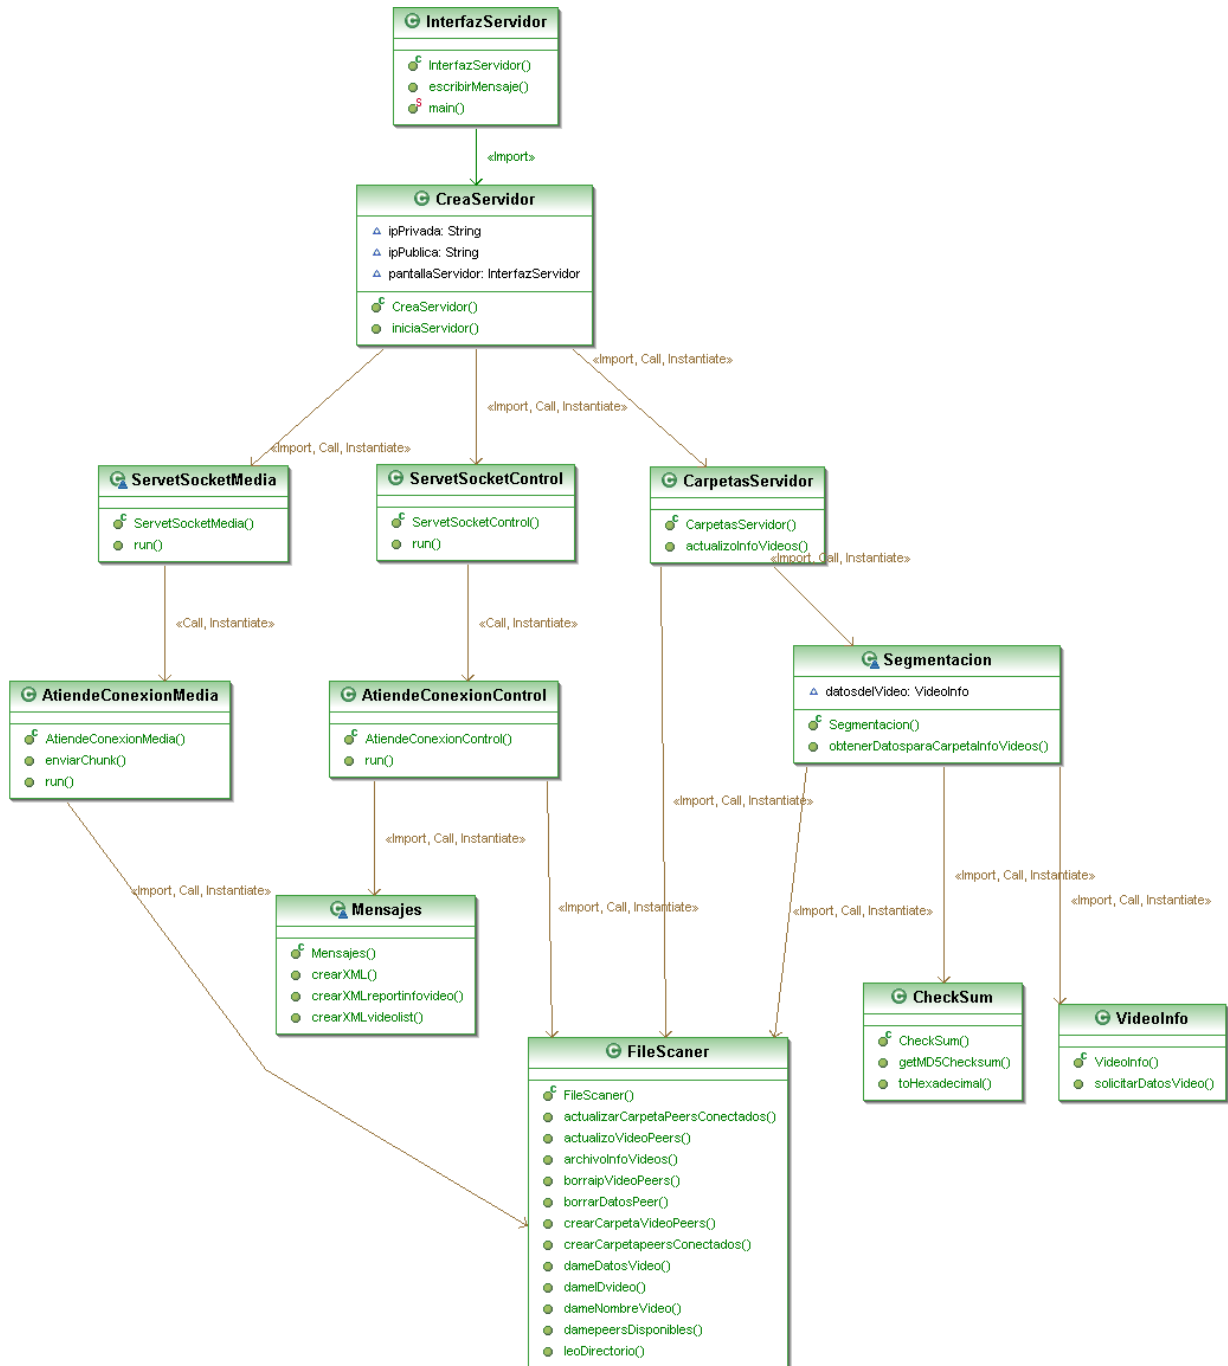 InterfazServidor
InterfazServidor()
escribirMensaje()
main()
«Import»
CreaServidor
ipPrivada: String
ipPublica: String
pantallaServidor: InterfazServidor
CreaServidor()
iniciaServidor()
«Import, Call, Instantiate»
«Import, Call, Instantiate»
«Import, Call, Instantiate»
ServetSocketMedia
ServetSocketMedia()
run()
ServetSocketControl
ServetSocketControl()
run()
CarpetasServidor
CarpetasServidor()
actualizoInfoVideos()
«Import, Call, Instantiate»
«Call, Instantiate»
«Call, Instantiate»
Segmentacion
datosdelVideo: VideoInfo
Segmentacion()
obtenerDatosparaCarpetaInfoVideos()
AtiendeConexionMedia
AtiendeConexionMedia()
enviarChunk()
run()
AtiendeConexionControl
AtiendeConexionControl()
run()
«Import, Call, Instantiate»
«Import, Call, Instantiate»
«Import, Call, Instantiate»
«Import, Call, Instantiate»
«Import, Call, Instantiate»
«Import, Call, Instantiate»
«Import, Call, Instantiate»
Mensajes
Mensajes()
crearXML()
crearXMLreportinfovideo()
crearXMLvideolist()
CheckSum
CheckSum()
getMD5Checksum()
toHexadecimal()
VideoInfo
VideoInfo()
solicitarDatosVideo()
FileScaner
FileScaner()
actualizarCarpetaPeersConectados()
actualizoVideoPeers()
archivoInfoVideos()
borraipVideoPeers()
borrarDatosPeer()
crearCarpetaVideoPeers()
crearCarpetapeersConectados()
dameDatosVideo()
dameIDvideo()
dameNombreVideo()
damepeersDisponibles()
leoDirectorio()